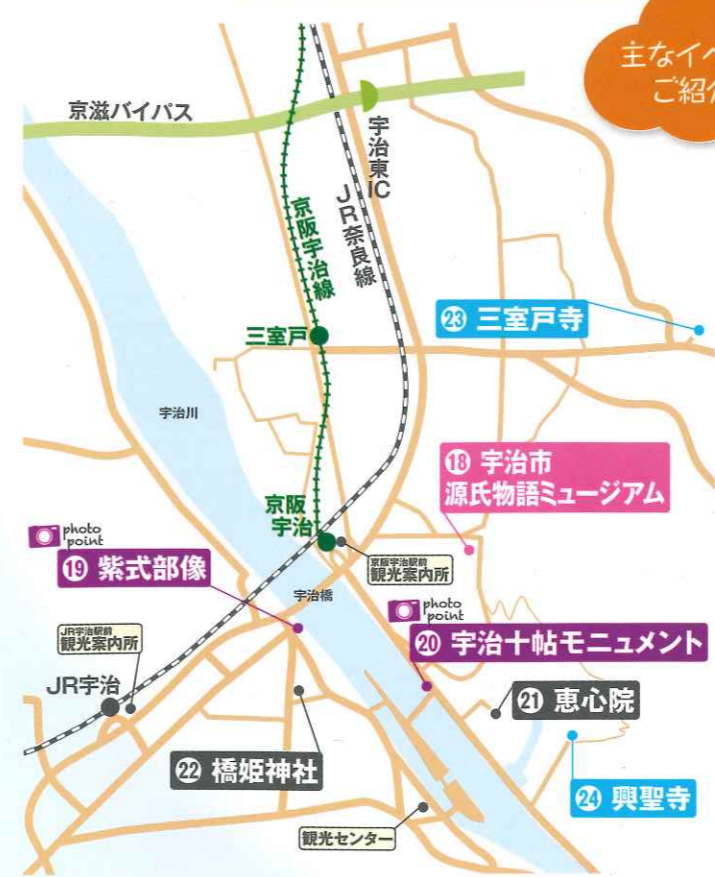 主なイベ
ご紹介
京滋バイパス
宇治東IC
京阪宇治線
JR奈良線
三室戸
㉓ 三室戸寺
宇治川
⑱ 宇治市
源氏物語ミュージアム
京阪
宇治
photo
point
⑲ 紫式部像
京阪宇治駅前
観光案内所
宇治橋
photo
point
JR宇治駅前
観光案内所
⑳ 宇治十帖モニュメント
JR宇治
㉑ 恵心院
㉒ 橋姫神社
㉔ 興聖寺
観光センター